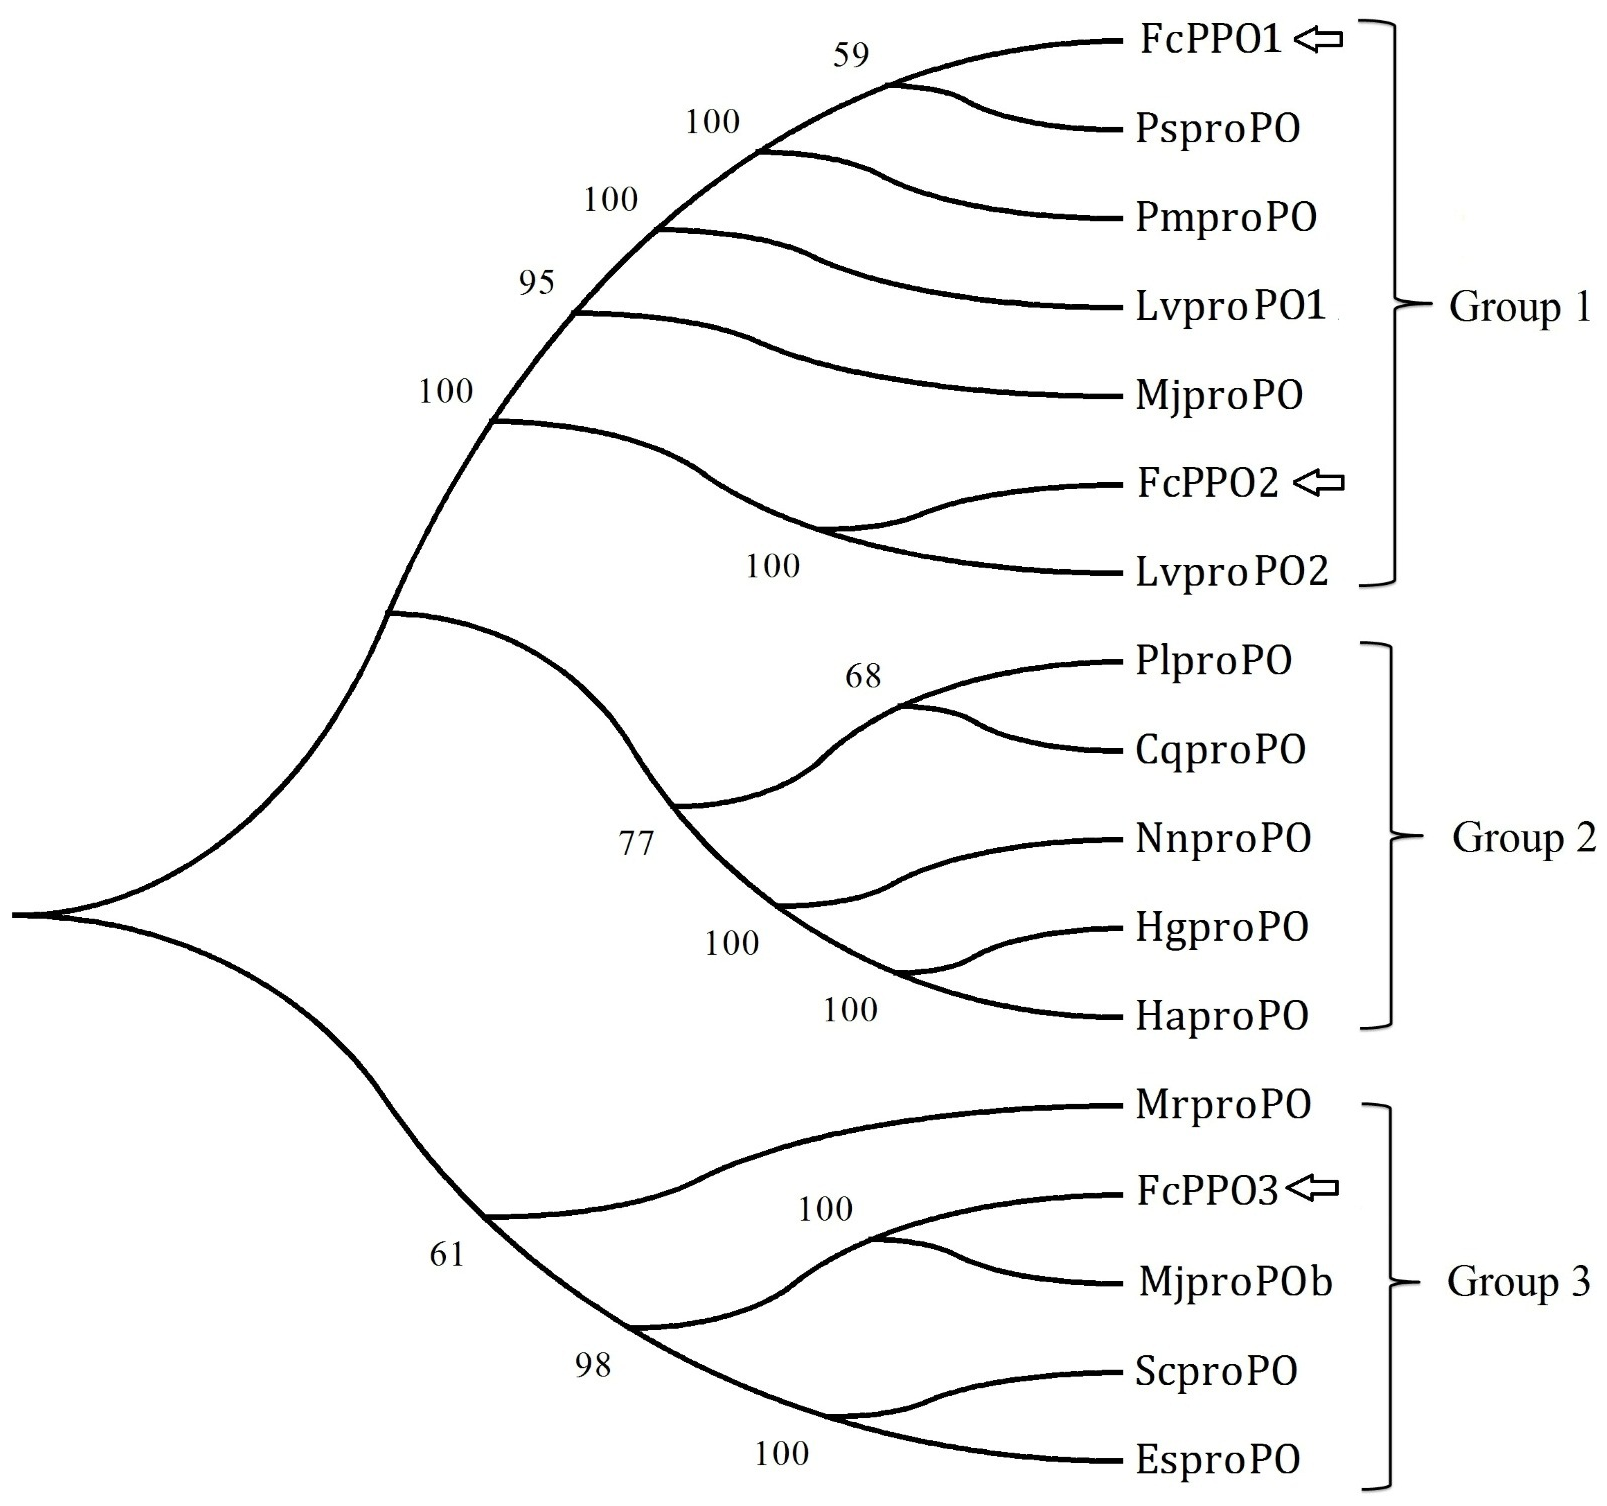 59
FcPPO1
100
PsproPO
100
PmproPO
95
LvproPO1
Group 1
100
MjproPO
FcPPO2
100
LvproPO2
68
PlproPO
CqproPO
77
NnproPO
Group 2
100
HgproPO
100
HaproPO
MrproPO
100
FcPPO3
61
MjproPOb
Group 3
98
ScproPO
100
EsproPO